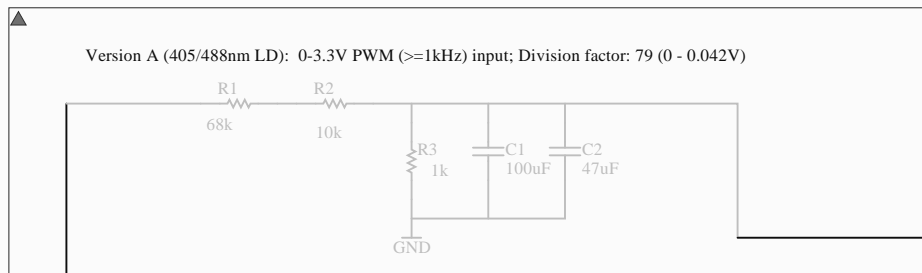 Version A (405/488nm LD):  0-3.3V PWM (>=1kHz) input; Division factor: 79 (0 - 0.042V)
R1
R2
68k
10k
R3
C1
C2
1k
100uF
47uF
GND